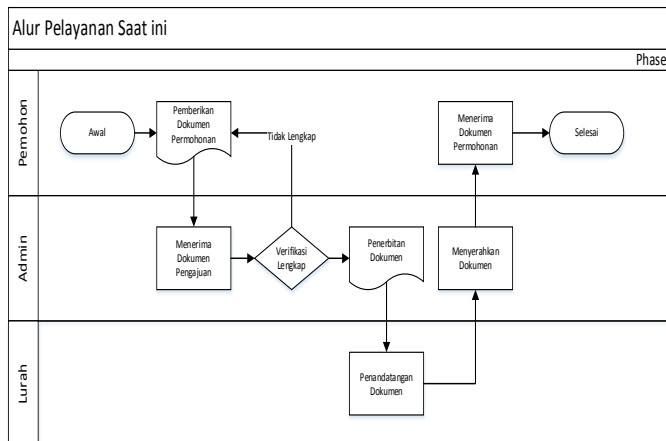 Alur Pelayanan Saat ini
Phase
Pemohon
Awal
Pemberikan
Dokumen
Permohonan
Tidak Lengkap
Menerima
Dokumen
Permohonan
Selesai
Admin
Menerima
Dokumen
Pengajuan
Verifikasi
Lengkap
Penerbitan
Dokumen
Menyerahkan
Dokumen
Lurah
Penandatangan
Dokumen